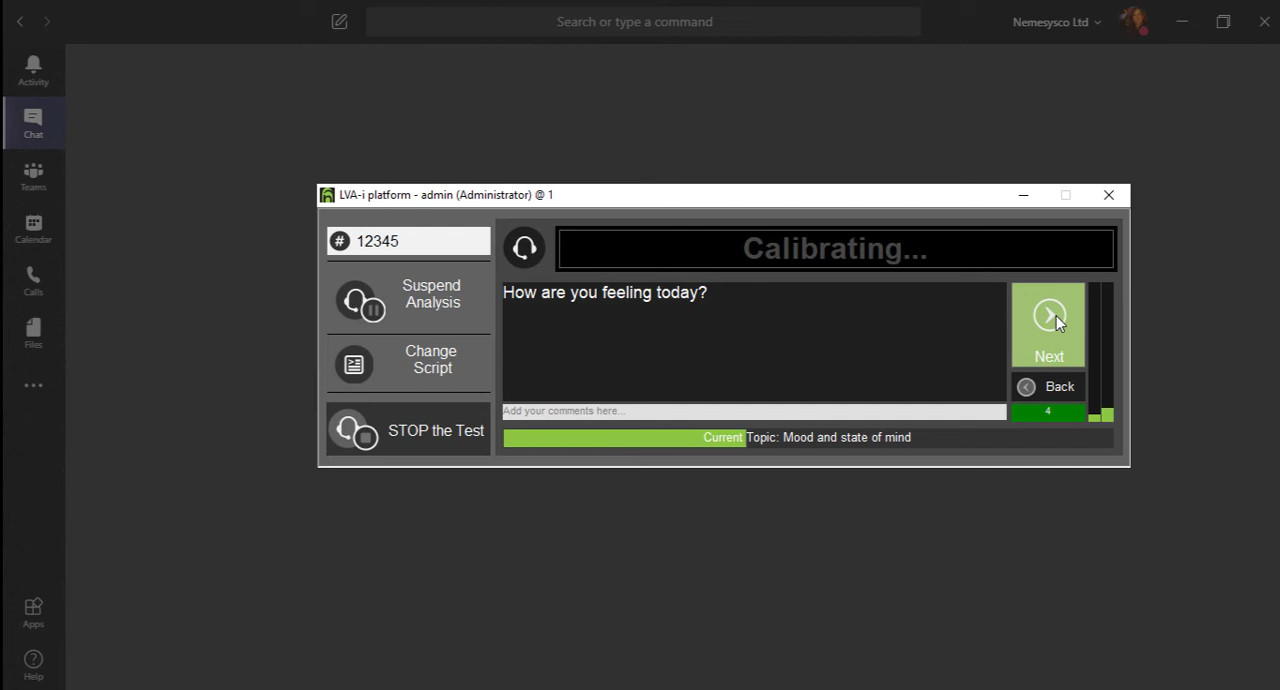 Search or type a command
Nemesysco Ltd
Activity
Chat
Teams
Calendar
Calls
Files
Apps
Help
LVA-i platform - admin (Administrator) @ 1
# 12345
Suspend
Analysis
Change
Script
STOP the Test
Calibrating...
How are you feeling today?
Next
Back
4
Add your comments here...
Current Topic: Mood and state of mind